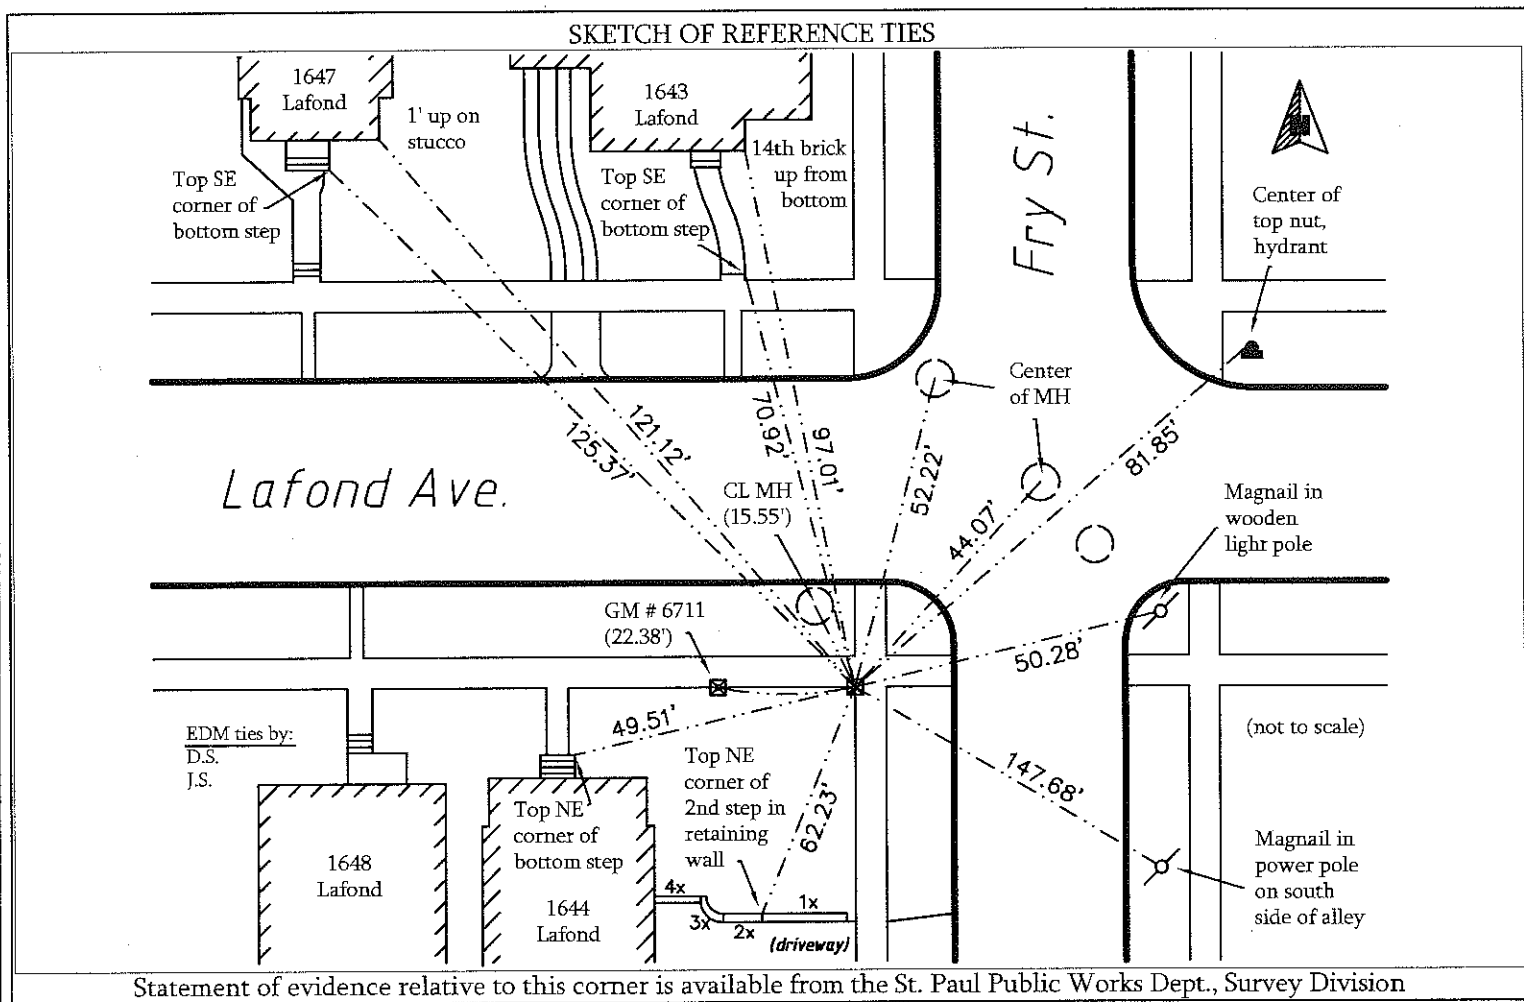 SKETCH OF REFERENCE TIES
1647
Lafond
1' up on
stucco
1643
Lafond
14th brick
up from
bottom
Top SE
corner of
bottom step
Top SE
corner of
bottom step
Fry St.
Center of
top nut,
hydrant
Center
of MH
125.37'
121.12'
70.92'
97.01'
52.22'
44.07'
81.85'
Lafond Ave.
CL MH
(15.55')
Magnail in
wooden
light pole
GM # 6711
(22.38')
50.28'
49.51'
EDM ties by:
D.S.
J.S.
(not to scale)
147.68'
62.23'
Top NE
corner of
2nd step in
retaining
wall
Top NE
corner of
bottom step
1648
Lafond
1644
Lafond
4x
3x
2x
1x
(driveway)
Magnail in
power pole
on south
side of alley
Statement of evidence relative to this corner is available from the St. Paul Public Works Dept., Survey Division